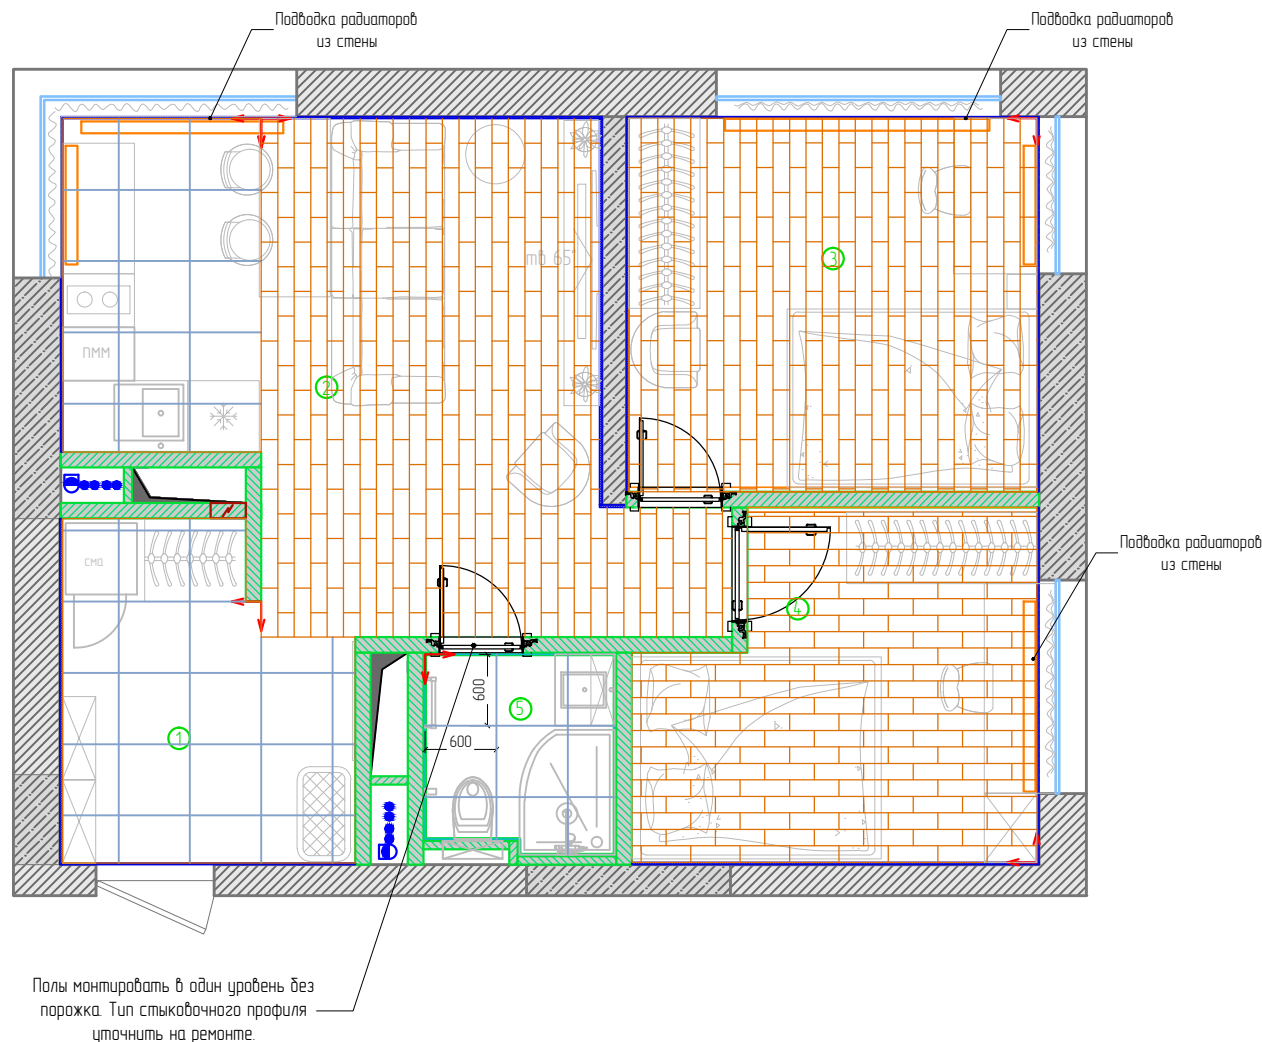 Подводка радиаторов
из стены
Подводка радиаторов
из стены
тв 65"
3
ПММ
2
Подводка радиаторов
из стены
сма
4
600
5
600
1
Полы монтировать в один уровень без
порожка. Тип стыковочного профиля
уточнить на ремонте.